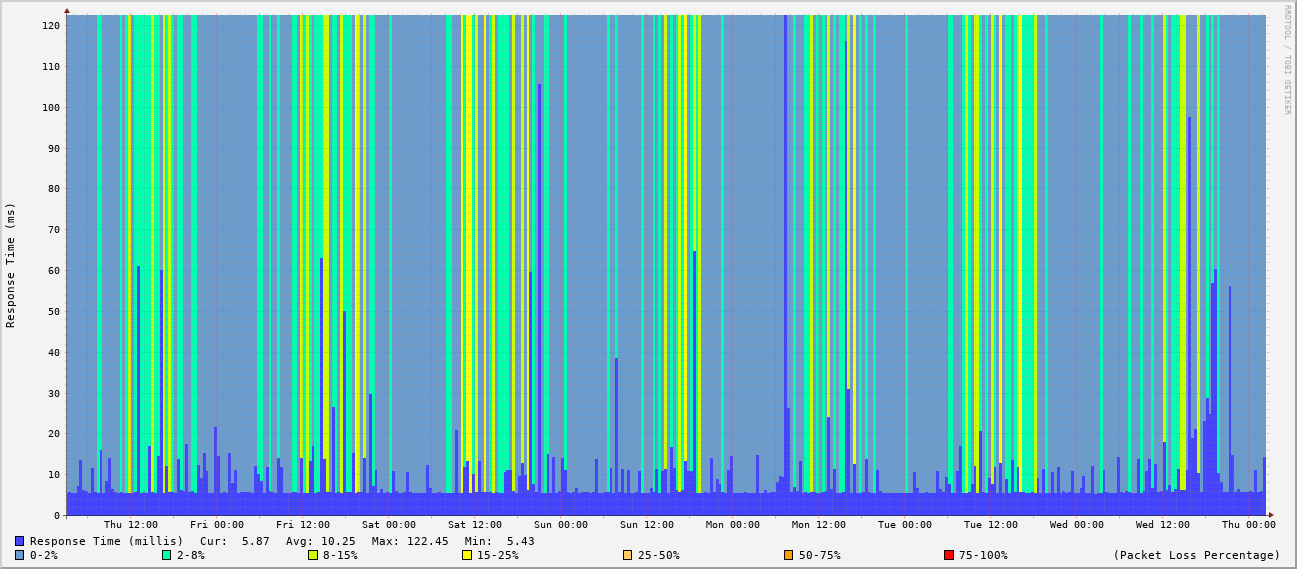 RRDTOOL / TOBI OETIKER
Response Time (ms)
120
110
100
90
80
70
60
50
40
30
20
10
0
Thu 12:00 Fri 00:00 Fri 12:00 Sat 00:00 Sat 12:00 Sun 00:00 Sun 12:00 Mon 00:00 Mon 12:00 Tue 00:00 Tue 12:00 Wed 00:00 Wed 12:00 Thu 00:00
Response Time (millis) Cur: 5.87 Avg: 10.25 Max: 122.45 Min: 5.43
0-2% 2-8% 8-15% 15-25% 25-50% 50-75% 75-100% (Packet Loss Percentage)